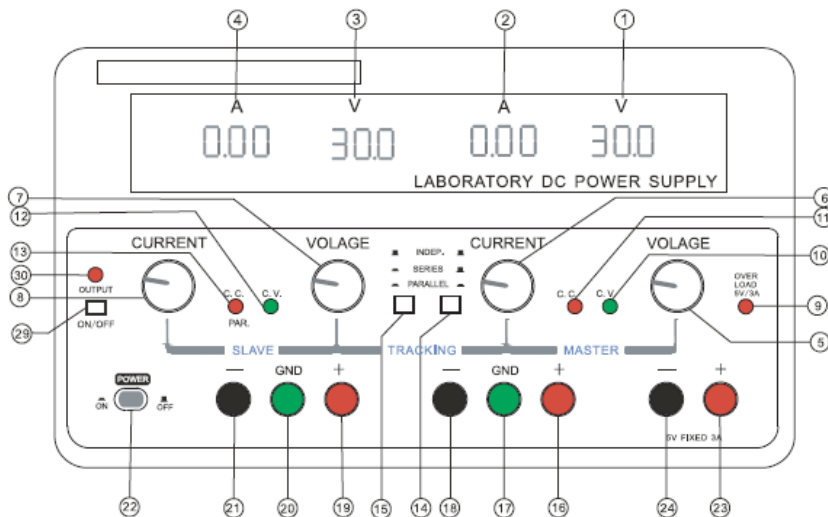 ④ ③ ② ①
A V A V
0.00 30.0 0.00 30.0
LABORATORY DC POWER SUPPLY
⑦ ⑥
⑫ ⑪
⑬ ⑩
㉚ ⑨
⑧ ⑤
㉙
CURRENT VOLAGE CURRENT VOLAGE
INDEP.
SERIES
PARALLEL
OUTPUT
ON/OFF
C.C. C.V.
PAR.
C.C. C.V.
OVER
LOAD
5V/3A
SLAVE TRACKING MASTER
POWER
ON OFF
− GND + − GND + − +
5V FIXED 3A
㉒ ㉑ ⑳ ⑲ ⑮ ⑭ ⑱ ⑰ ⑯ ㉔ ㉓